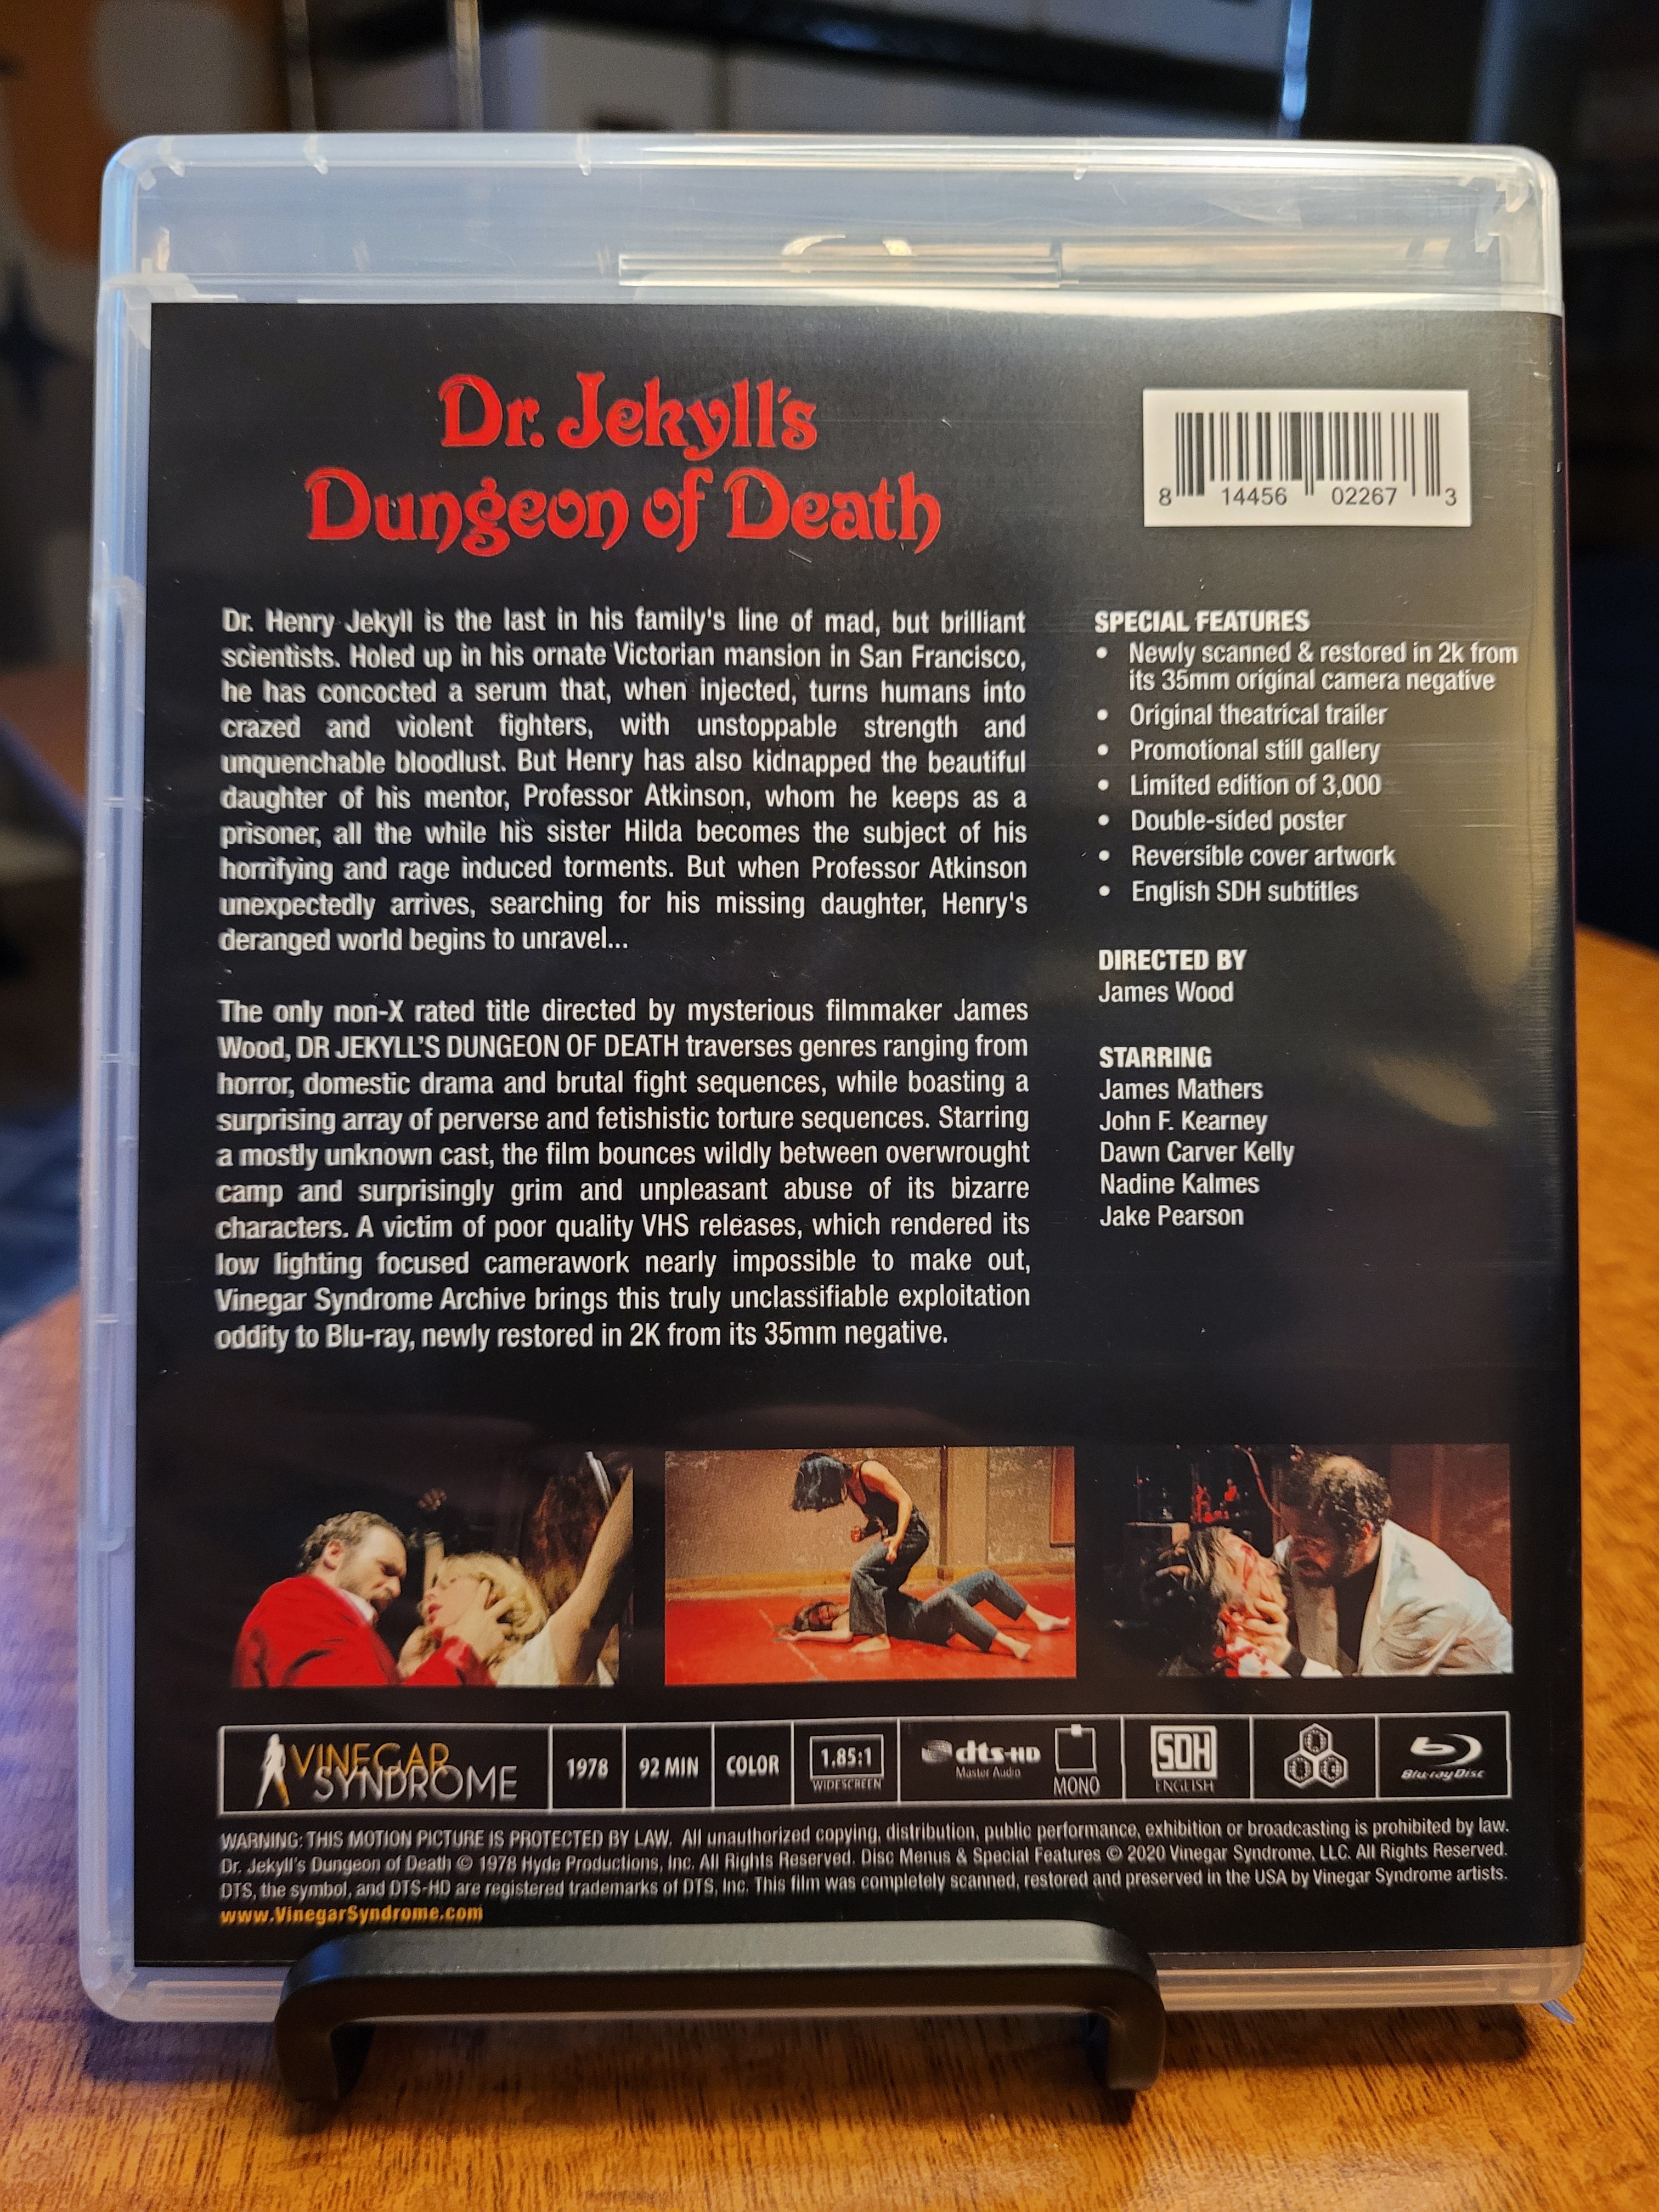 Dr. Jekyll's
Dungeon of Death
8 14456 02267 3
Dr. Henry Jekyll is the last in his family's line of mad, but brilliant
scientists. Holed up in his ornate Victorian mansion in San Francisco,
he has concocted a serum that, when injected, turns humans into
crazed and violent fighters, with unstoppable strength and
unquenchable bloodlust. But Henry has also kidnapped the beautiful
daughter of his mentor, Professor Atkinson, whom he keeps as a
prisoner, all the while his sister Hilda becomes the subject of his
horrifying and rage induced torments. But when Professor Atkinson
unexpectedly arrives, searching for his missing daughter, Henry's
deranged world begins to unravel...
The only non-X rated title directed by mysterious filmmaker James
Wood, DR JEKYLL'S DUNGEON OF DEATH traverses genres ranging from
horror, domestic drama and brutal fight sequences, while boasting a
surprising array of perverse and fetishistic torture sequences. Starring
a mostly unknown cast, the film bounces wildly between overwrought
camp and surprisingly grim and unpleasant abuse of its bizarre
characters. A victim of poor quality VHS releases, which rendered its
low lighting focused camerawork nearly impossible to make out,
Vinegar Syndrome Archive brings this truly unclassifiable exploitation
oddity to Blu-ray, newly restored in 2K from its 35mm negative.
SPECIAL FEATURES
• Newly scanned & restored in 2k from
its 35mm original camera negative
• Original theatrical trailer
• Promotional still gallery
• Limited edition of 3,000
• Double-sided poster
• Reversible cover artwork
• English SDH subtitles
DIRECTED BY
James Wood
STARRING
James Mathers
John F. Kearney
Dawn Carver Kelly
Nadine Kalmes
Jake Pearson
VINEGAR
SYNDROME
1978
92 MIN
COLOR
1.85:1
WIDESCREEN
dts-HD
Master Audio
MONO
SDH
ENGLISH
Blu-ray Disc
WARNING: THIS MOTION PICTURE IS PROTECTED BY LAW. All unauthorized copying, distribution, public performance, exhibition or broadcasting is prohibited by law.
Dr. Jekyll's Dungeon of Death © 1978 Hyde Productions, Inc. All Rights Reserved. Disc Menus & Special Features © 2020 Vinegar Syndrome, LLC. All Rights Reserved.
DTS, the symbol, and DTS-HD are registered trademarks of DTS, Inc. This film was completely scanned, restored and preserved in the USA by Vinegar Syndrome artists.
www.VinegarSyndrome.com